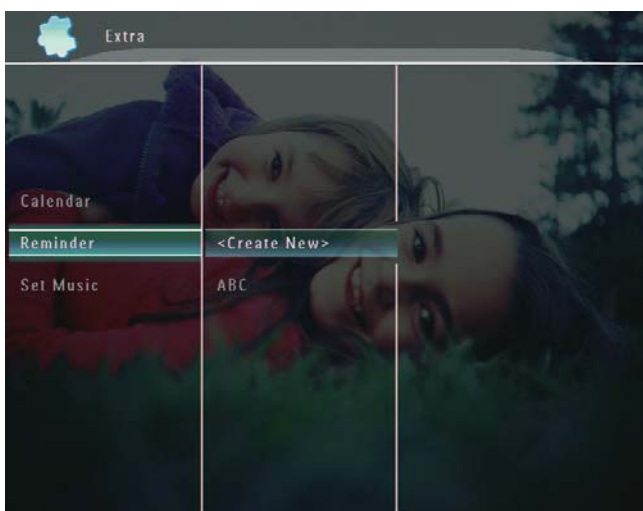 Extra
Calendar
Reminder
<Create New>
Set Music
ABC